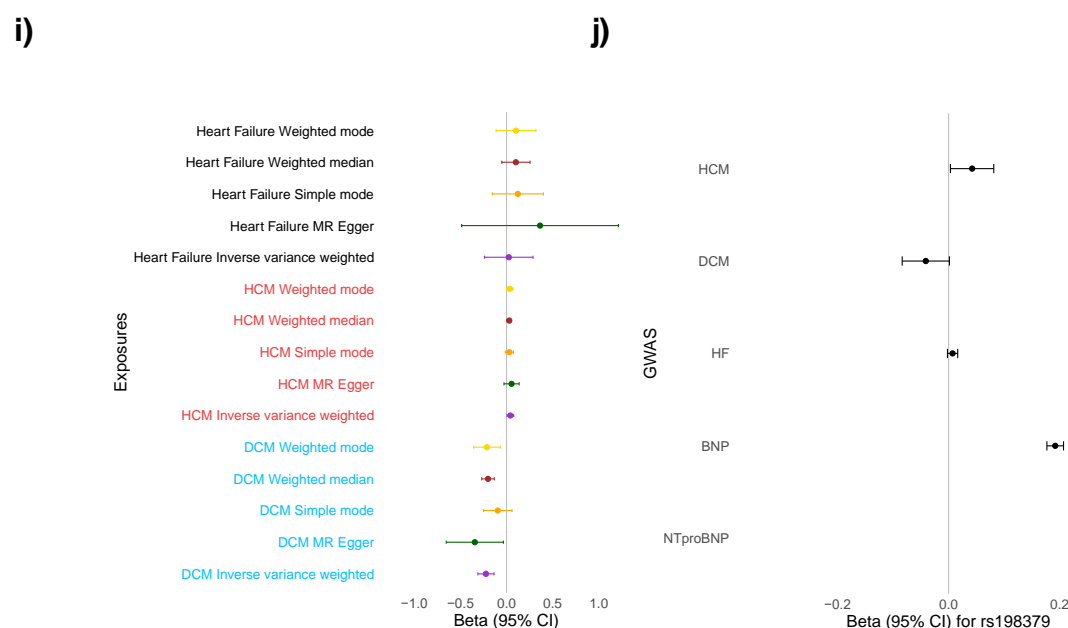 i)
Heart Failure Weighted mode
Heart Failure Weighted median
Heart Failure Simple mode
Heart Failure MR Egger
Heart Failure Inverse variance weighted
HCM Weighted mode
HCM Weighted median
HCM Simple mode
HCM MR Egger
HCM Inverse variance weighted
DCM Weighted mode
DCM Weighted median
DCM Simple mode
DCM MR Egger
DCM Inverse variance weighted
Exposures
−1.0 −0.5 0.0 0.5 1.0
Beta (95% CI)
j)
HCM
DCM
HF
BNP
NTproBNP
GWAS
−0.2 0.0 0.2
Beta (95% CI) for rs198379